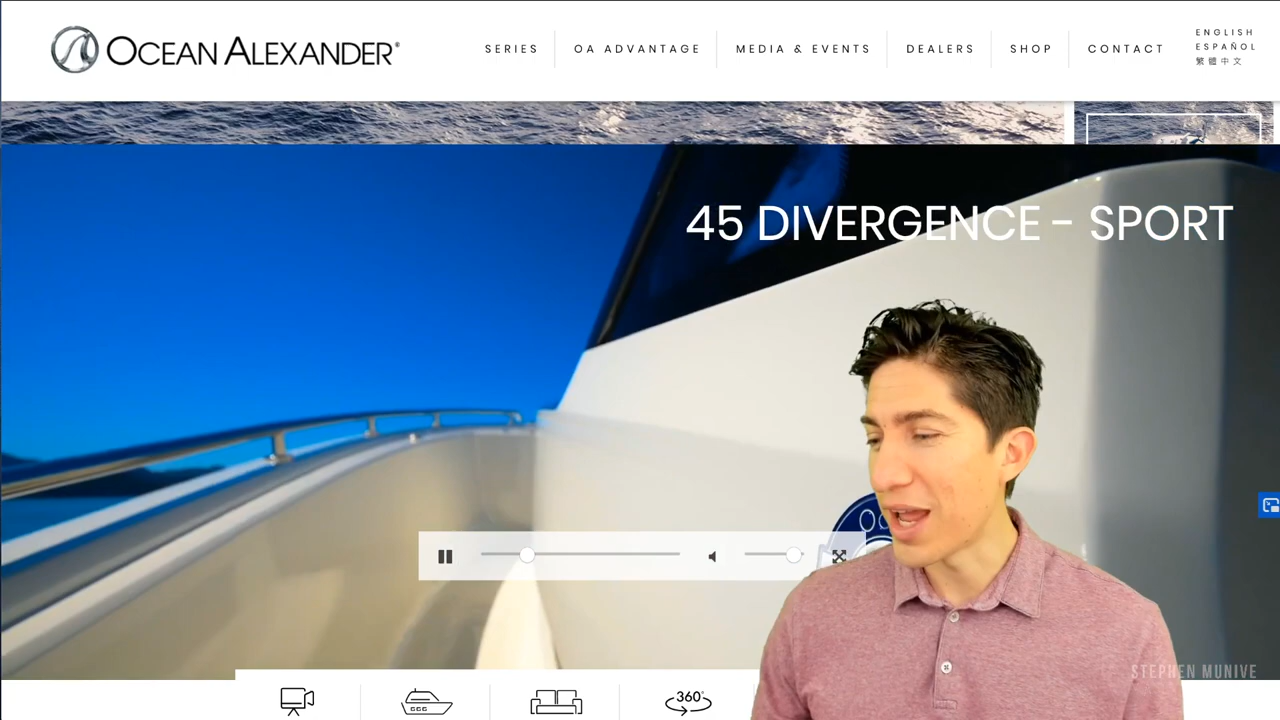 OCEAN ALEXANDER®
SERIES
OA ADVANTAGE
MEDIA & EVENTS
DEALERS
SHOP
CONTACT
ENGLISH
ESPAÑOL
繁體中文
45 DIVERGENCE - SPORT
360°
STEPHEN MUNIVE